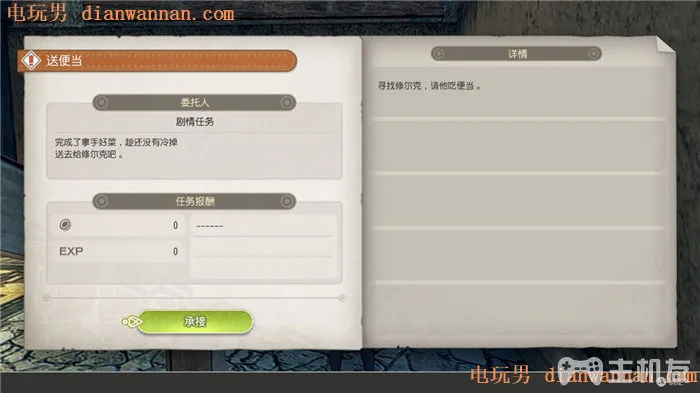 电玩男 dianwannan.com
送便当
委托人
剧情任务
完成了拿手好菜，趁还没有冷掉
送去给修尔克吧。
任务报酬
0
------
EXP 0
承接
详情
寻找修尔克，请他吃便当。
主机友
电玩男 dianwannan.com